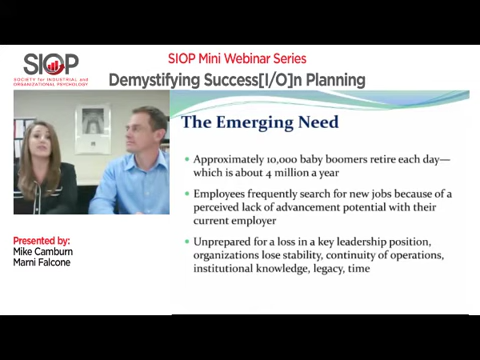 SIOP Mini Webinar Series
SIOP
SOCIETY for INDUSTRIAL and
ORGANIZATIONAL PSYCHOLOGY
Demystifying Success[I/O]n Planning
The Emerging Need
Approximately 10,000 baby boomers retire each day—
which is about 4 million a year
Employees frequently search for new jobs because of a
perceived lack of advancement potential with their
current employer
Unprepared for a loss in a key leadership position,
organizations lose stability, continuity of operations,
institutional knowledge, legacy, time
Presented by:
Mike Camburn
Marni Falcone